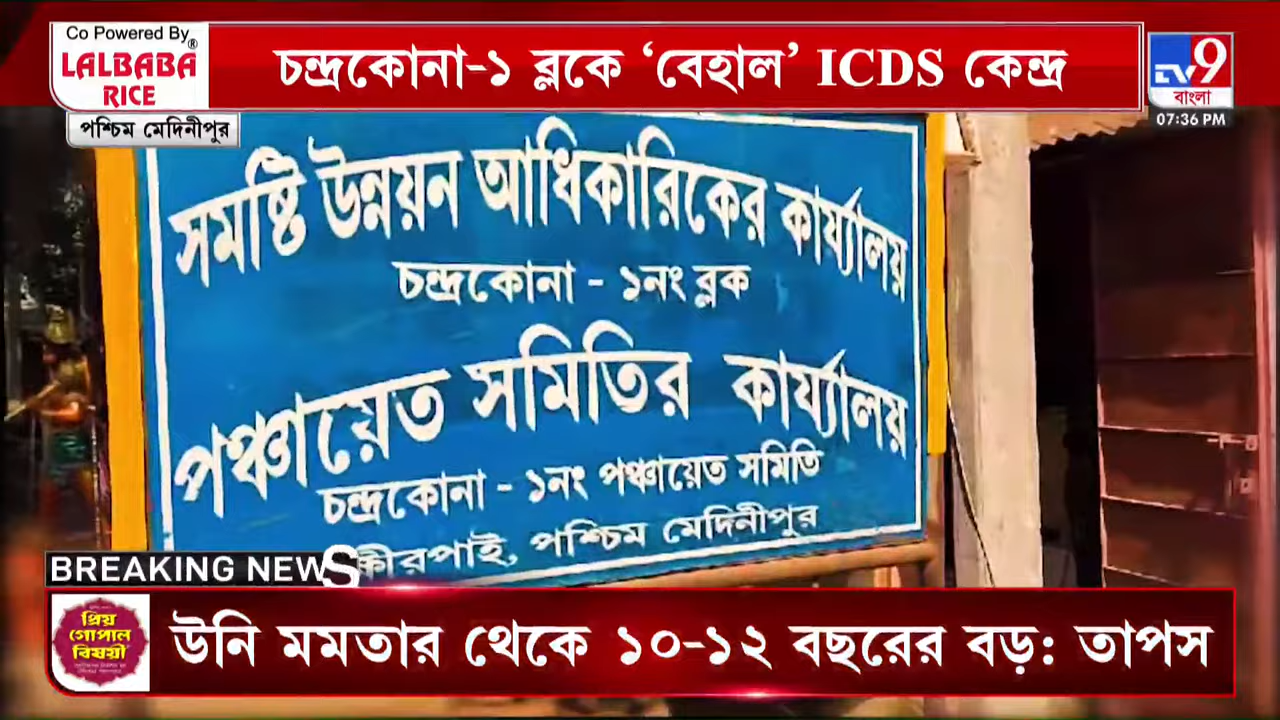 Co Powered By
LALBABA®
RICE
চন্দ্রকোনা-১ ব্লকে ‘বেহাল’ ICDS কেন্দ্র
TV9
বাংলা
07:36 PM
পশ্চিম মেদিনীপুর
সমষ্টি উন্নয়ন আধিকারিকের কার্য্যালয়
চন্দ্রকোনা - ১নং ব্লক
পঞ্চায়েত সমিতির কার্য্যালয়
চন্দ্রকোনা - ১নং পঞ্চায়েত সমিতি
ক্ষীরপাই, পশ্চিম মেদিনীপুর
BREAKING NEWS
প্রিয়
গোপাল
বিষয়ী
উনি মমতার থেকে ১০-১২ বছরের বড়: তাপস